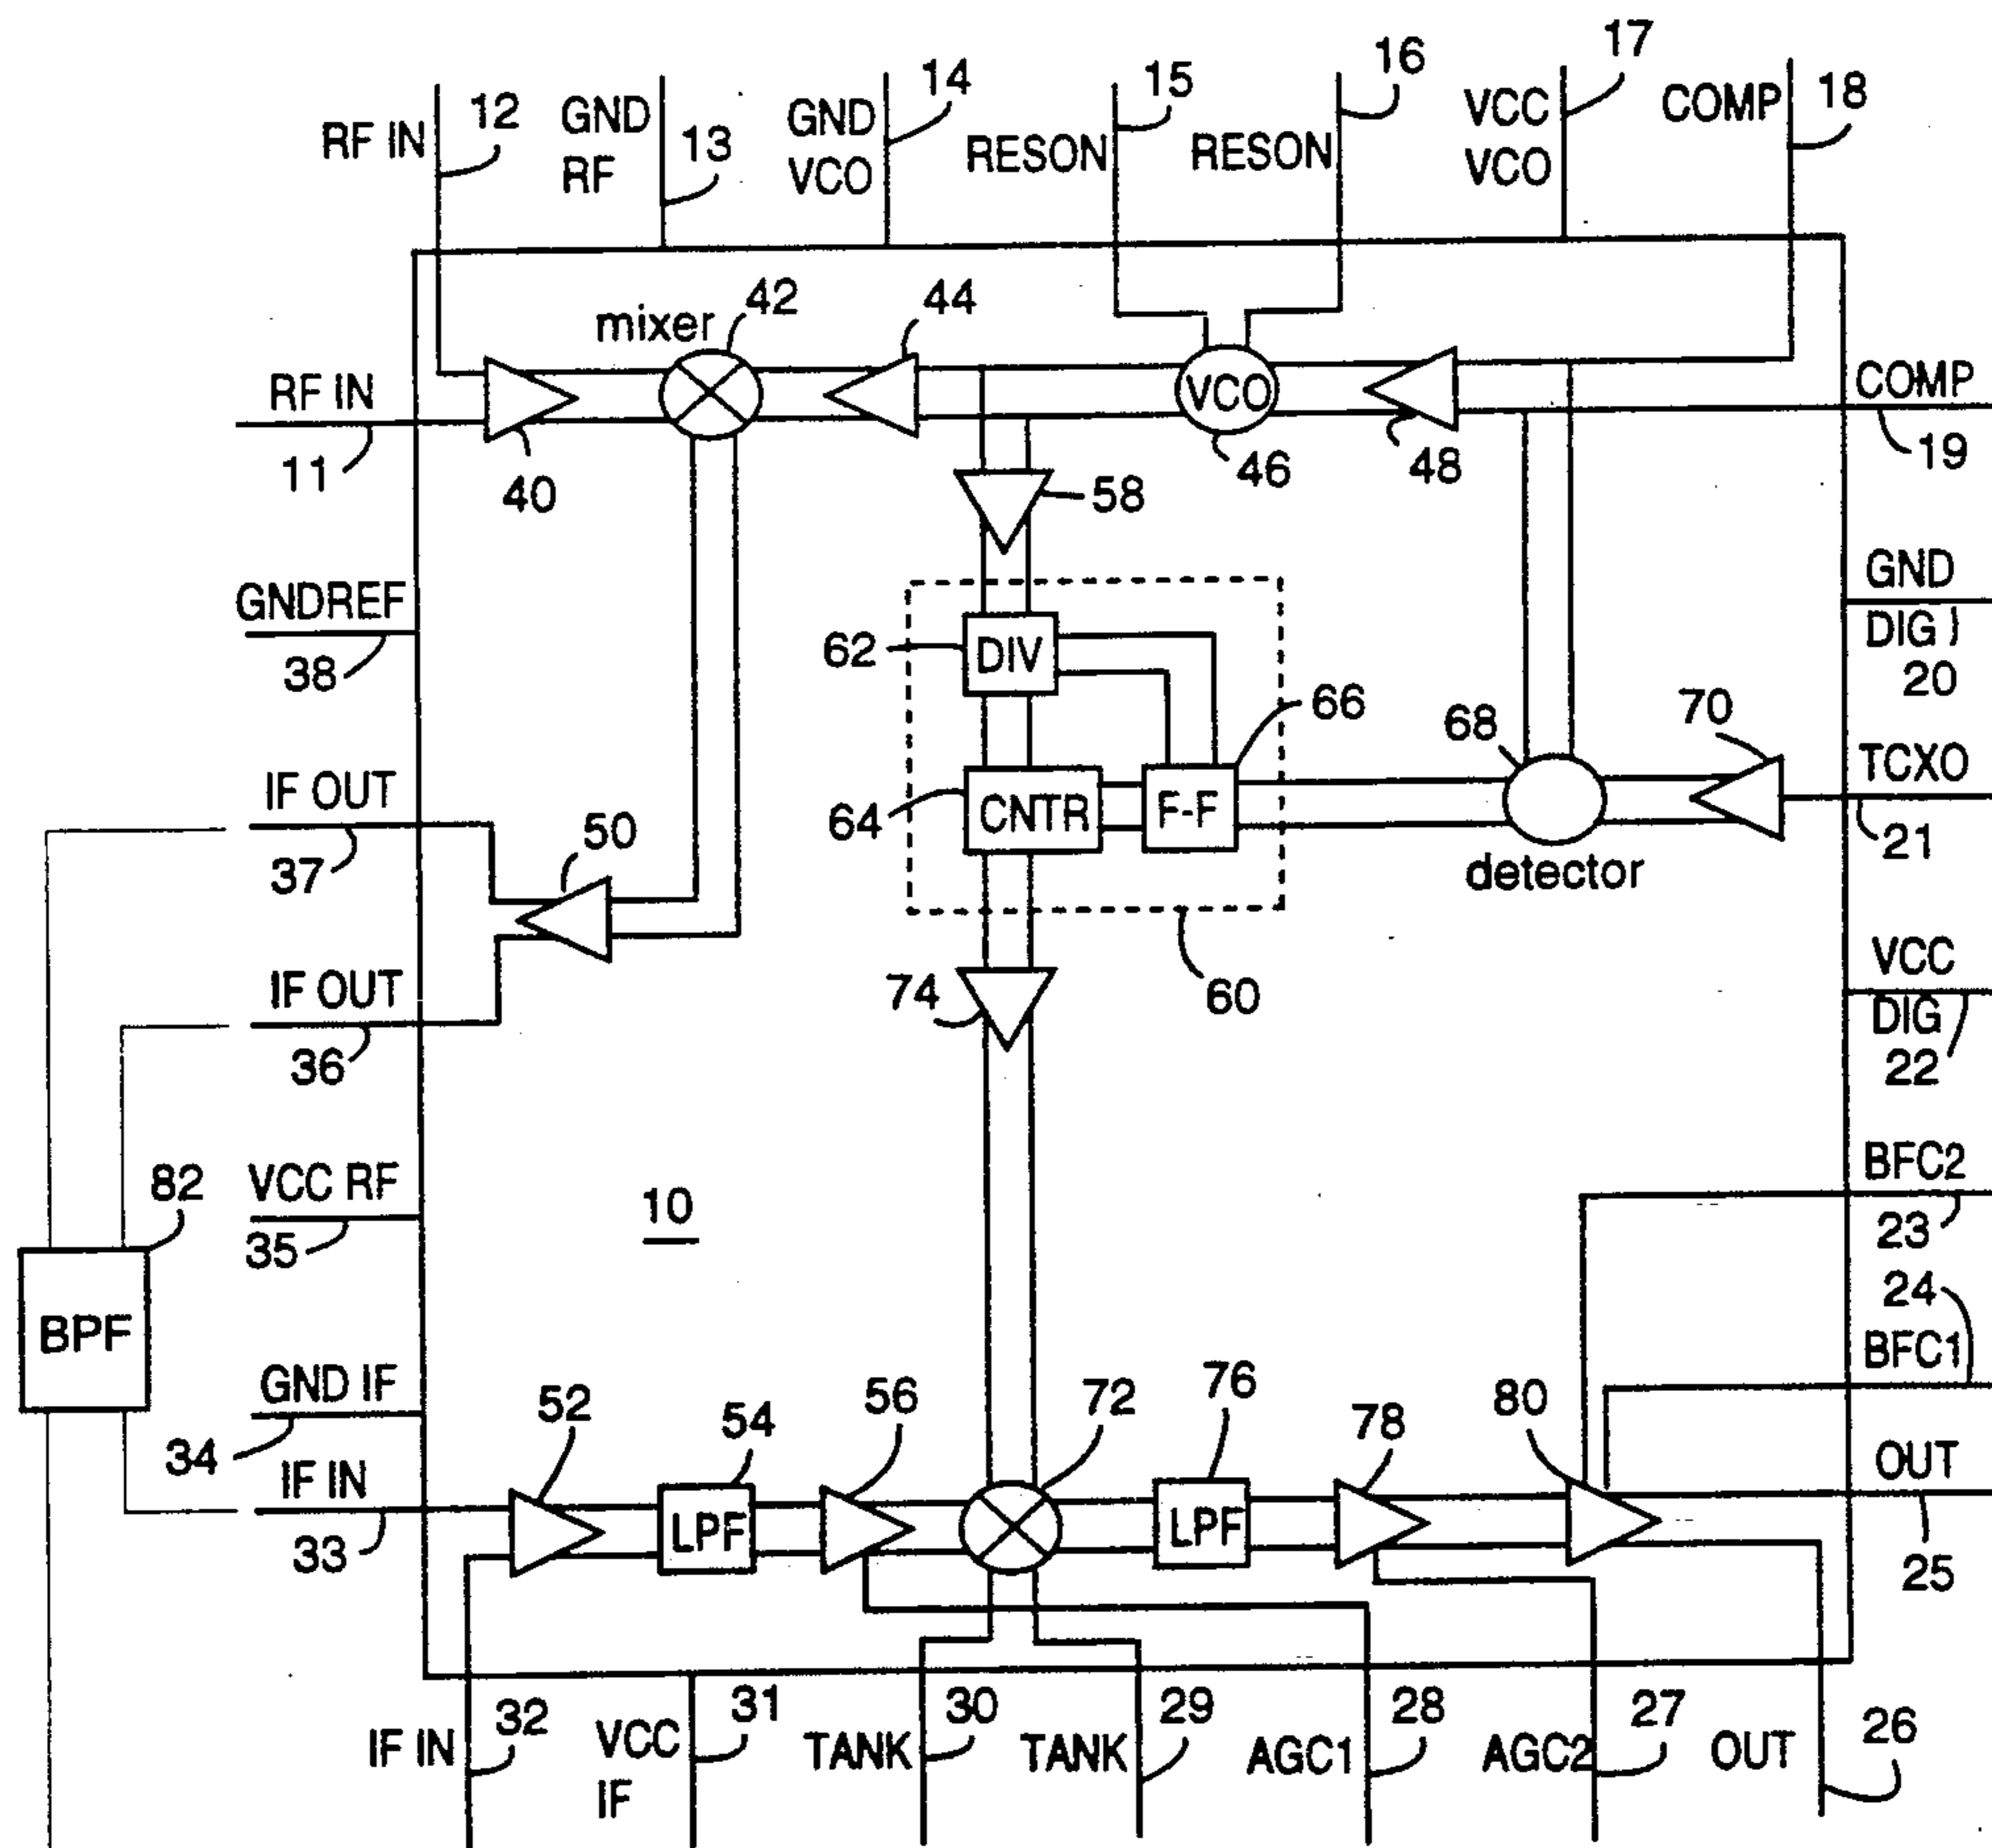 RF IN
12
GND
RF
13
GND
VCO
14
RESON
15
RESON
16
VCC
VCO
17
COMP
18
mixer
42
44
RF IN
11
40
VCO
46
48
COMP
19
58
GNDREF
38
GND
DIG )
20
62
DIV
66
68
70
TCXO
21
IF OUT
37
50
64
CNTR
F-F
detector
IF OUT
36
74
60
VCC
DIG
22
82
VCC RF
35
10
BFC2
23
24
BFC1
BPF
GND IF
34
52
54
56
72
76
78
80
OUT
25
IF IN
33
LPF
LPF
IF IN
32
VCC
IF
31
TANK
30
TANK
29
AGC1
28
AGC2
27
OUT
26